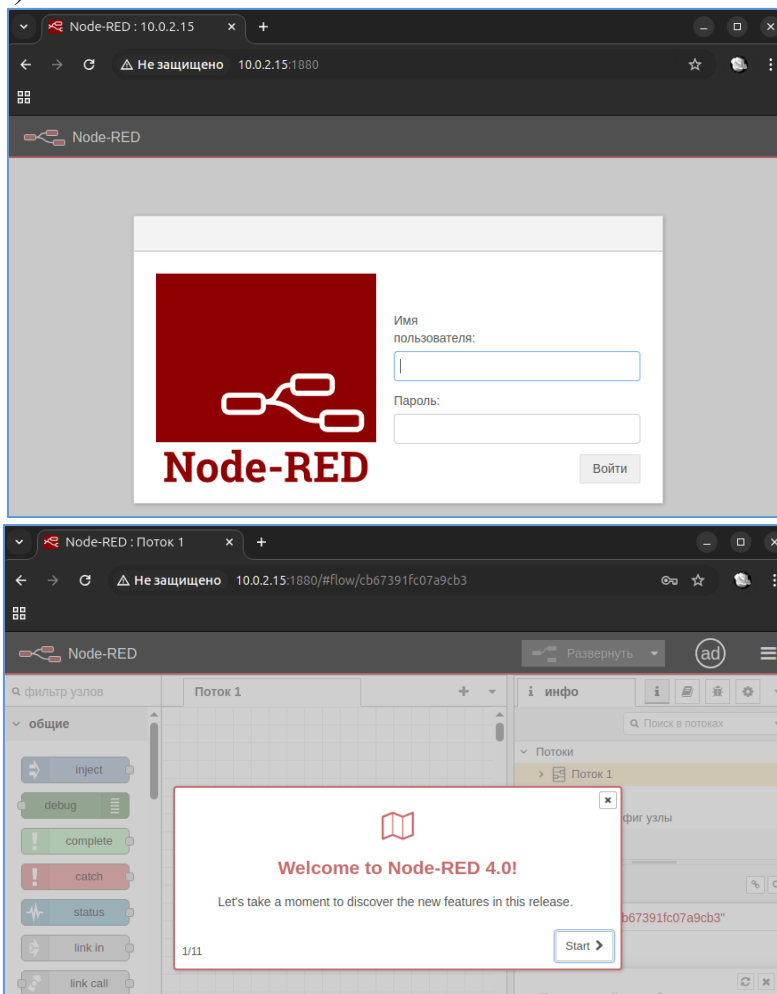 Node-RED : 10.0.2.15
Не защищено 10.0.2.15:1880
Node-RED
Имя
пользователя:
Пароль:
Войти
Node-RED
Node-RED : Поток 1
Не защищено 10.0.2.15:1880/#flow/cb67391fc07a9cb3
Node-RED
Развернуть
ad
фильтр узлов
Поток 1
i инфо
i
Поиск в потоках
общие
Потоки
Поток 1
inject
debug
фиг узлы
complete
Welcome to Node-RED 4.0!
catch
Let's take a moment to discover the new features in this release.
status
b67391fc07a9cb3"
link in
1/11
Start
link call